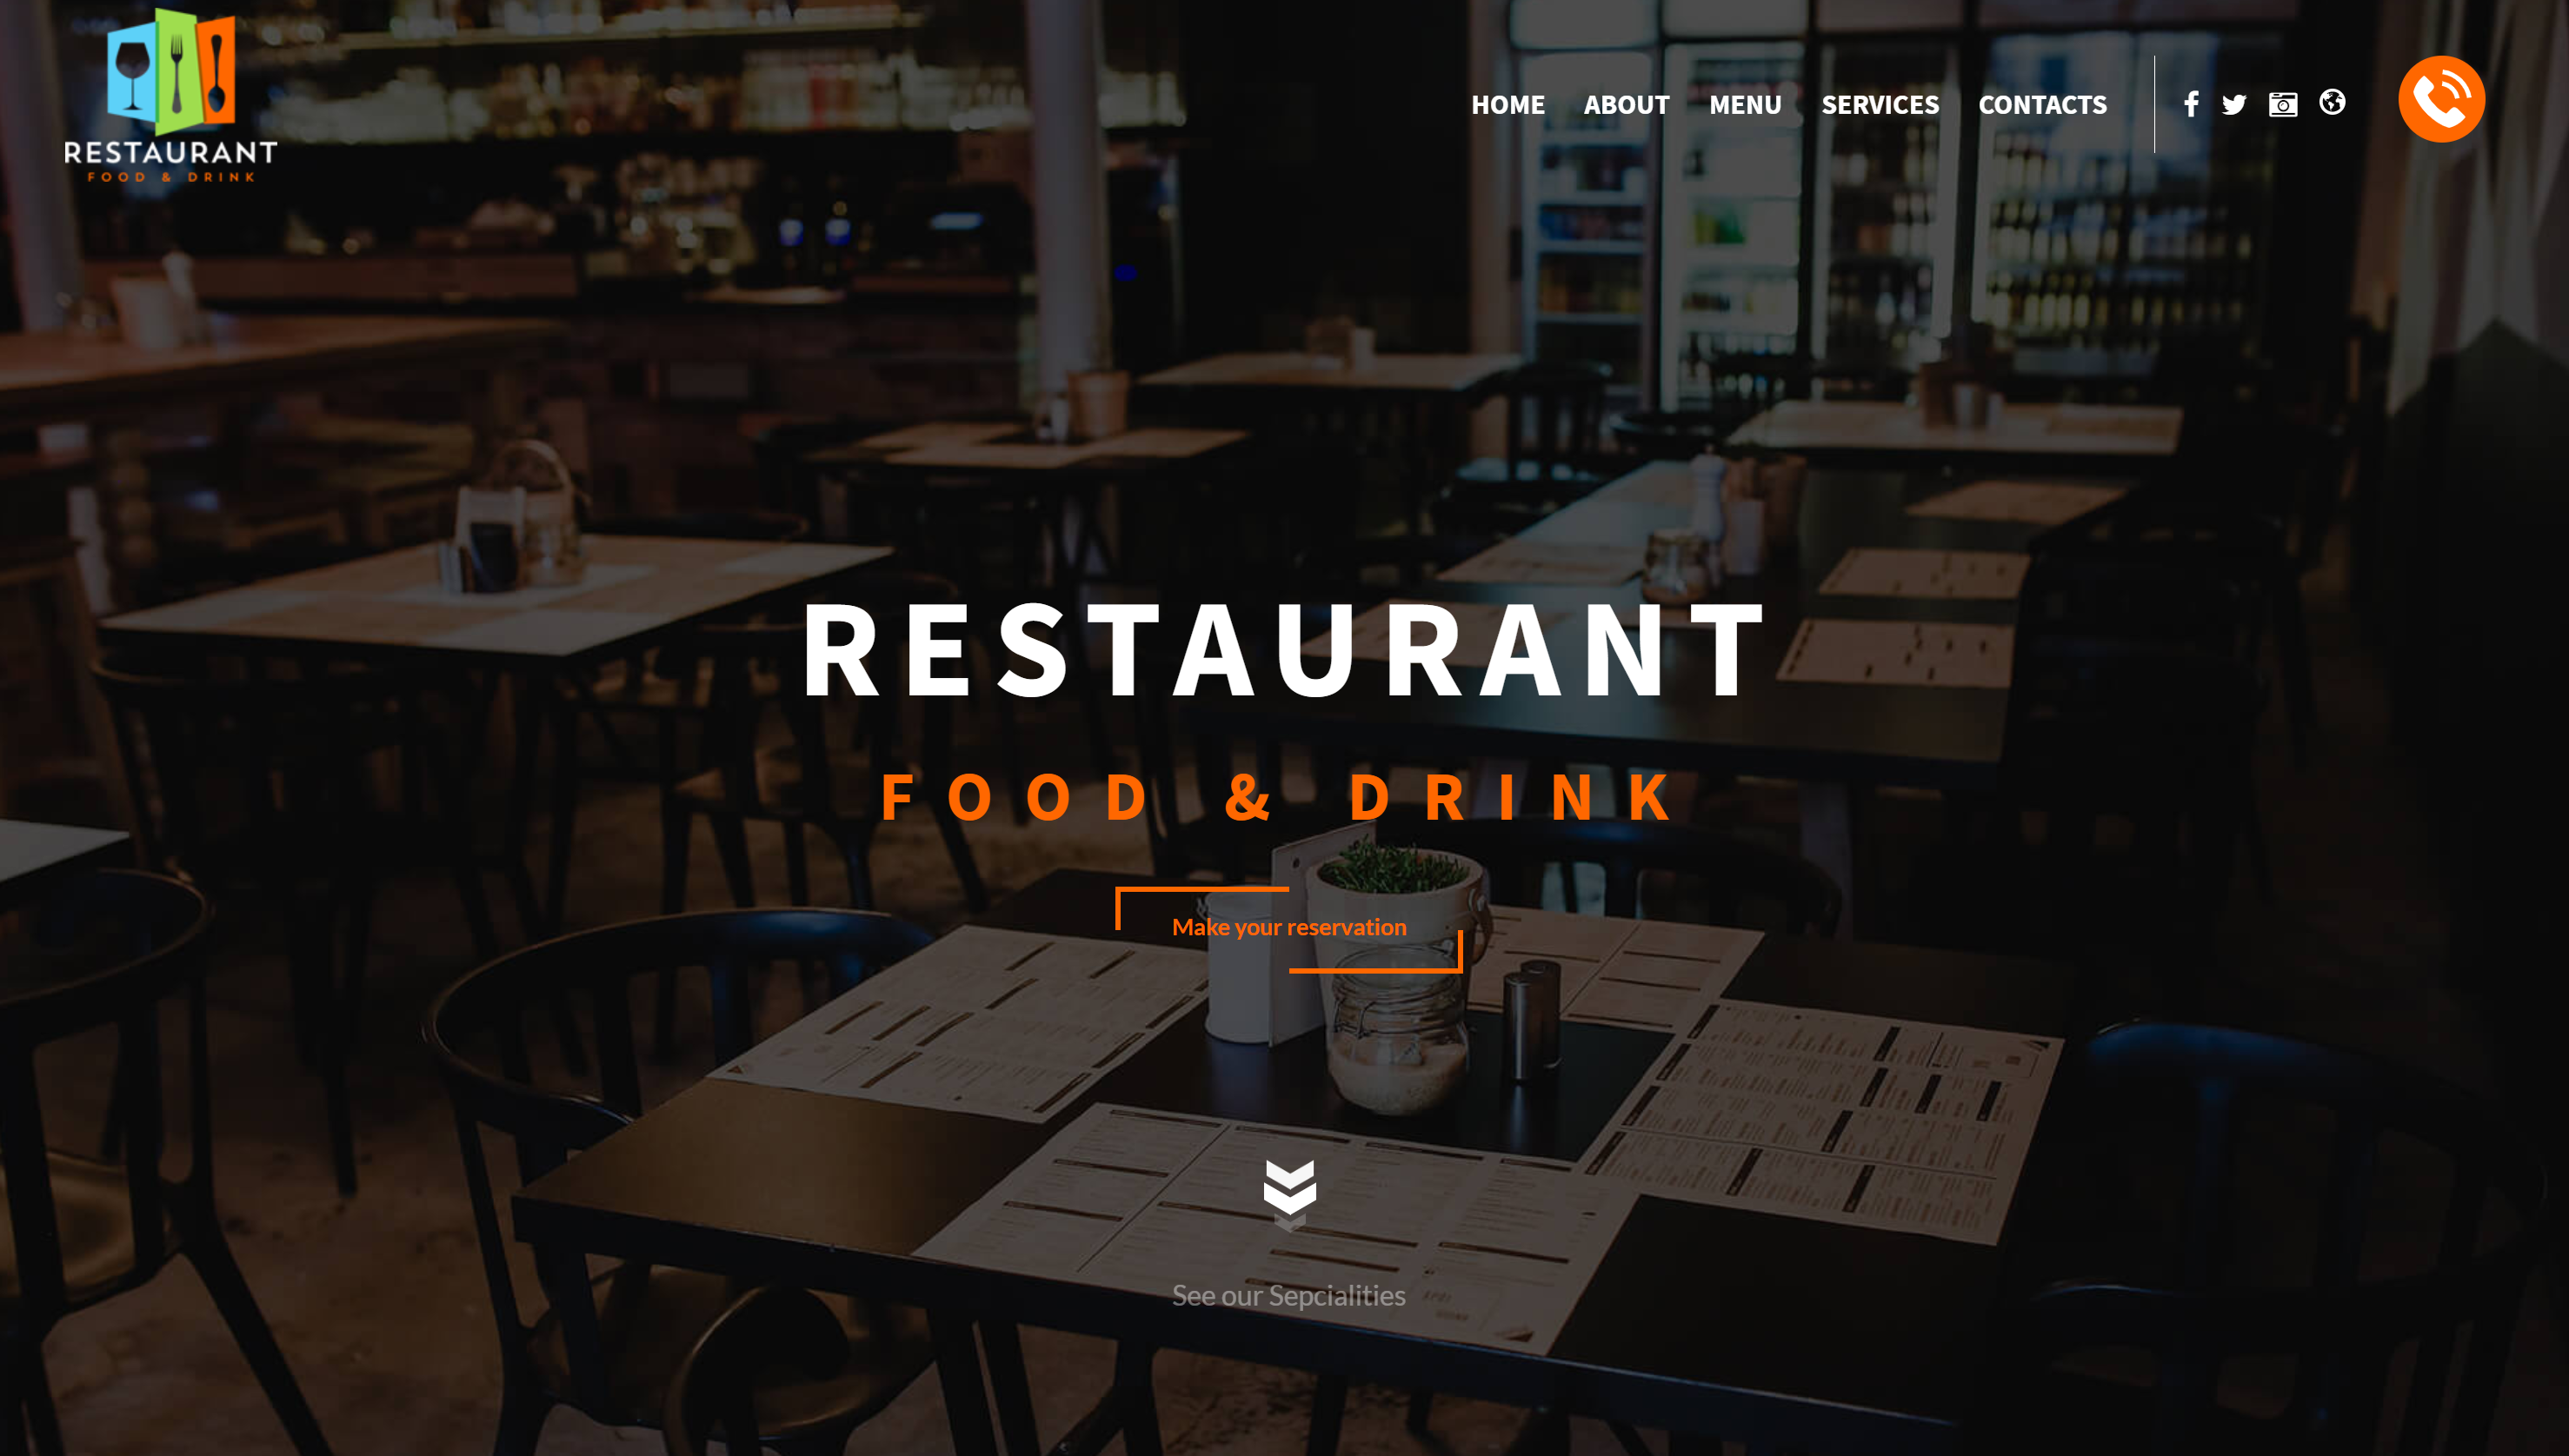 RESTAURANT
FOOD & DRINK
HOME ABOUT MENU SERVICES CONTACTS
RESTAURANT
FOOD & DRINK
Make your reservation
See our Sepcialities